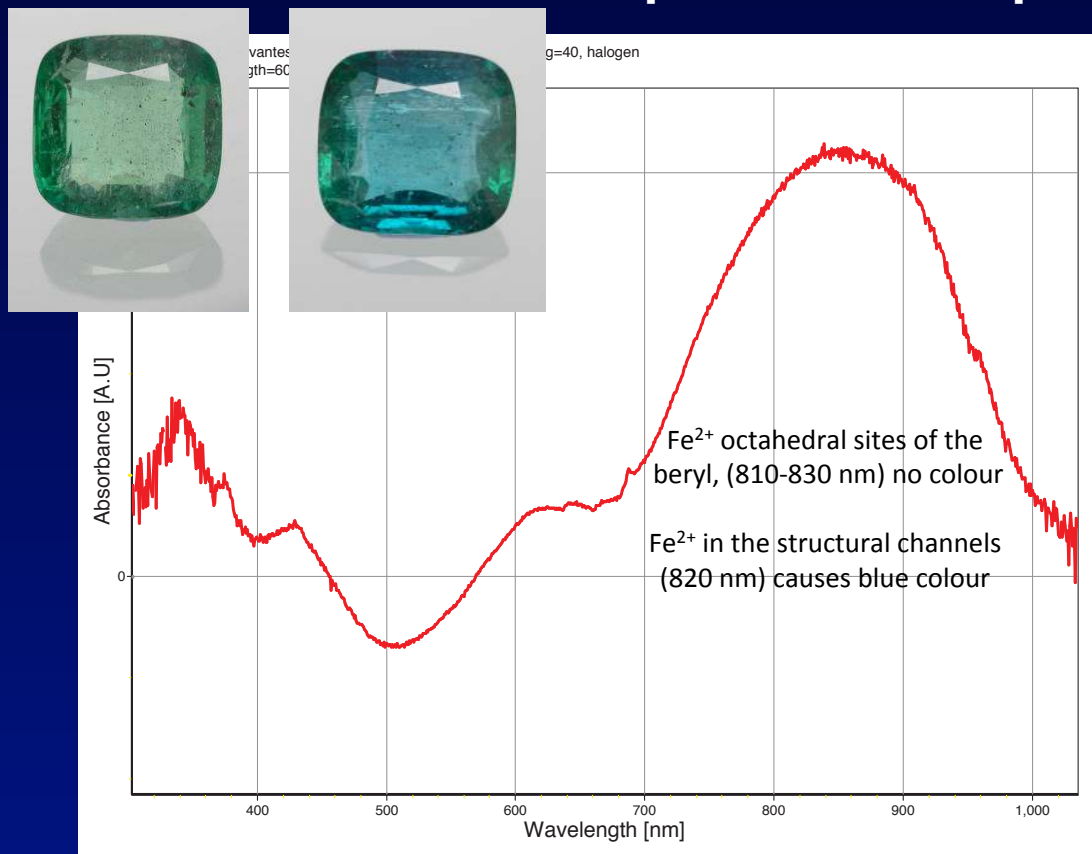 g=40, halogen
Absorbance [A.U]
0
Fe²⁺ octahedral sites of the
beryl, (810-830 nm) no colour
Fe²⁺ in the structural channels
(820 nm) causes blue colour
400 500 600 700 800 900 1,000
Wavelength [nm]